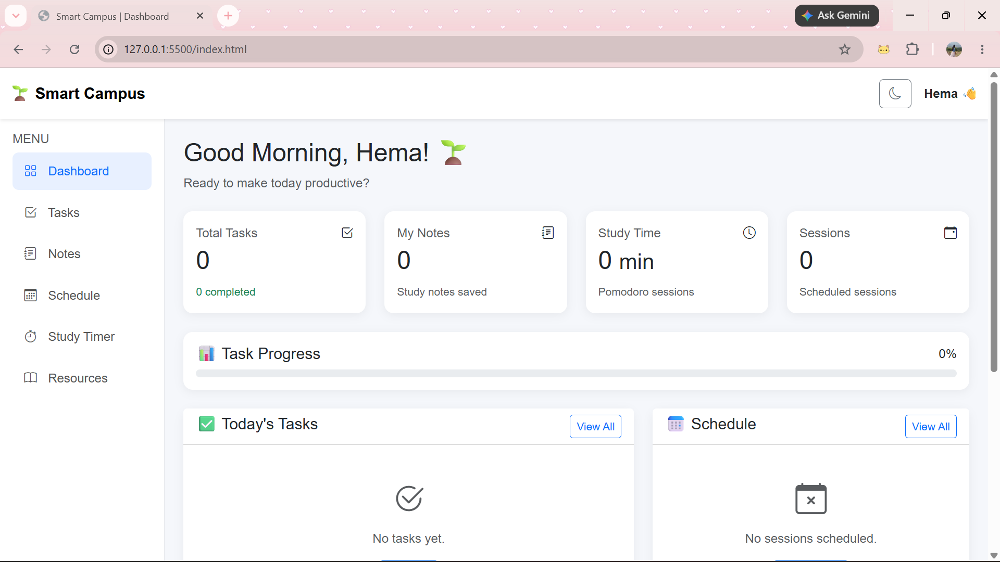 Smart Campus | Dashboard
Ask Gemini
127.0.0.1:5500/index.html
Smart Campus
Hema
MENU
Dashboard
Tasks
Notes
Schedule
Study Timer
Resources
Good Morning, Hema!
Ready to make today productive?
Total Tasks
0
0 completed
My Notes
0
Study notes saved
Study Time
0 min
Pomodoro sessions
Sessions
0
Scheduled sessions
Task Progress
0%
Today's Tasks
View All
No tasks yet.
Schedule
View All
No sessions scheduled.